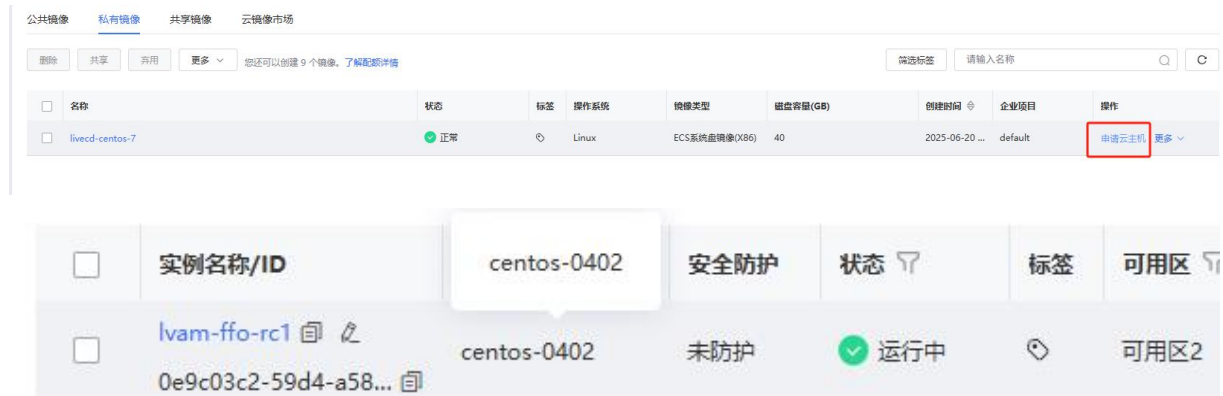 公共镜像 私有镜像 共享镜像 云镜像市场
删除 共享 弃用 更多 您还可以创建 9 个镜像。了解配额详情 筛选标签 请输入名称
名称 状态 标签 操作系统 镜像类型 磁盘容量(GB) 创建时间 企业项目 操作
livecd-centos-7 正常 Linux ECS系统盘镜像(X86) 40 2025-06-20 ... default 申请云主机 更多
实例名称/ID centos-0402 安全防护 状态 标签 可用区
lvam-ffo-rc1 centos-0402 未防护 运行中 可用区2
0e9c03c2-59d4-a58...